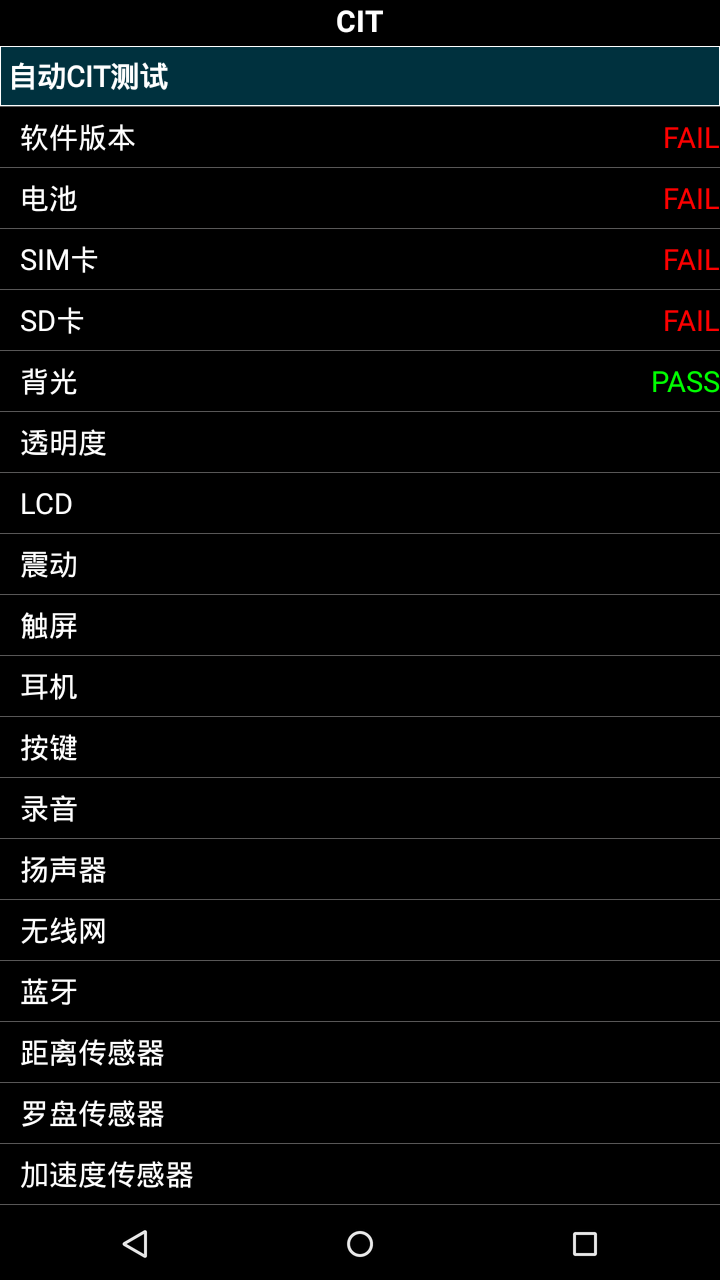 CIT
自动CIT测试
软件版本 FAIL
电池 FAIL
SIM卡 FAIL
SD卡 FAIL
背光 PASS
透明度
LCD
震动
触屏
耳机
按键
录音
扬声器
无线网
蓝牙
距离传感器
罗盘传感器
加速度传感器